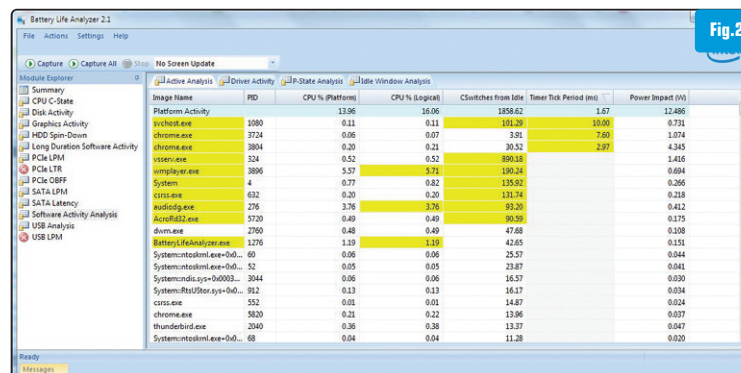 Battery Life Analyzer 2.1
Fig.2
File Actions Settings Help
Capture Capture All Stop No Screen Update
Module Explorer
Summary
CPU C-State
Disk Activity
Graphics Activity
HDD Spin-Down
Long Duration Software Activity
PCIe LPM
PCIe LTR
PCIe OBFF
SATA LPM
SATA Latency
Software Activity Analysis
USB Analysis
USB LPM
Active Analysis Driver Activity P-State Analysis Idle Window Analysis
Image Name PID CPU % (Platform) CPU % (Logical) CSwitches from Idle Timer Tick Period (ms) Power Impact (W)
Platform Activity 13.96 16.06 1858.62 1.67 12.486
svchost.exe 1080 0.11 0.11 101.29 10.00 0.731
chrome.exe 3724 0.06 0.07 3.91 7.60 1.074
chrome.exe 3804 0.20 0.21 30.52 2.97 4.345
vsserv.exe 324 0.52 0.52 890.18 1.416
wmplayer.exe 3896 5.57 5.71 190.24 0.694
System 4 0.77 0.82 135.92 0.266
csrss.exe 632 0.20 0.20 131.74 0.218
audiodg.exe 276 3.76 3.76 93.20 0.412
AcroRd32.exe 5720 0.49 0.49 90.59 0.175
dwm.exe 2760 0.48 0.49 47.68 0.108
BatteryLifeAnalyzer.exe 1276 1.19 1.19 42.65 0.151
System::ntoskrnl.exe+0x0... 60 0.06 0.06 25.57 0.044
System::ntoskrnl.exe+0x0... 52 0.05 0.05 23.87 0.041
System::ndis.sys+0x0003... 3044 0.06 0.06 16.57 0.030
System::RtsUStor.sys+0x0... 912 0.13 0.13 16.17 0.034
csrss.exe 552 0.01 0.01 14.87 0.024
chrome.exe 5820 0.21 0.22 13.96 0.037
thunderbird.exe 2040 0.36 0.38 13.37 0.047
System::ntoskrnl.exe+0x0... 68 0.04 0.04 11.28 0.020
Ready
Messages